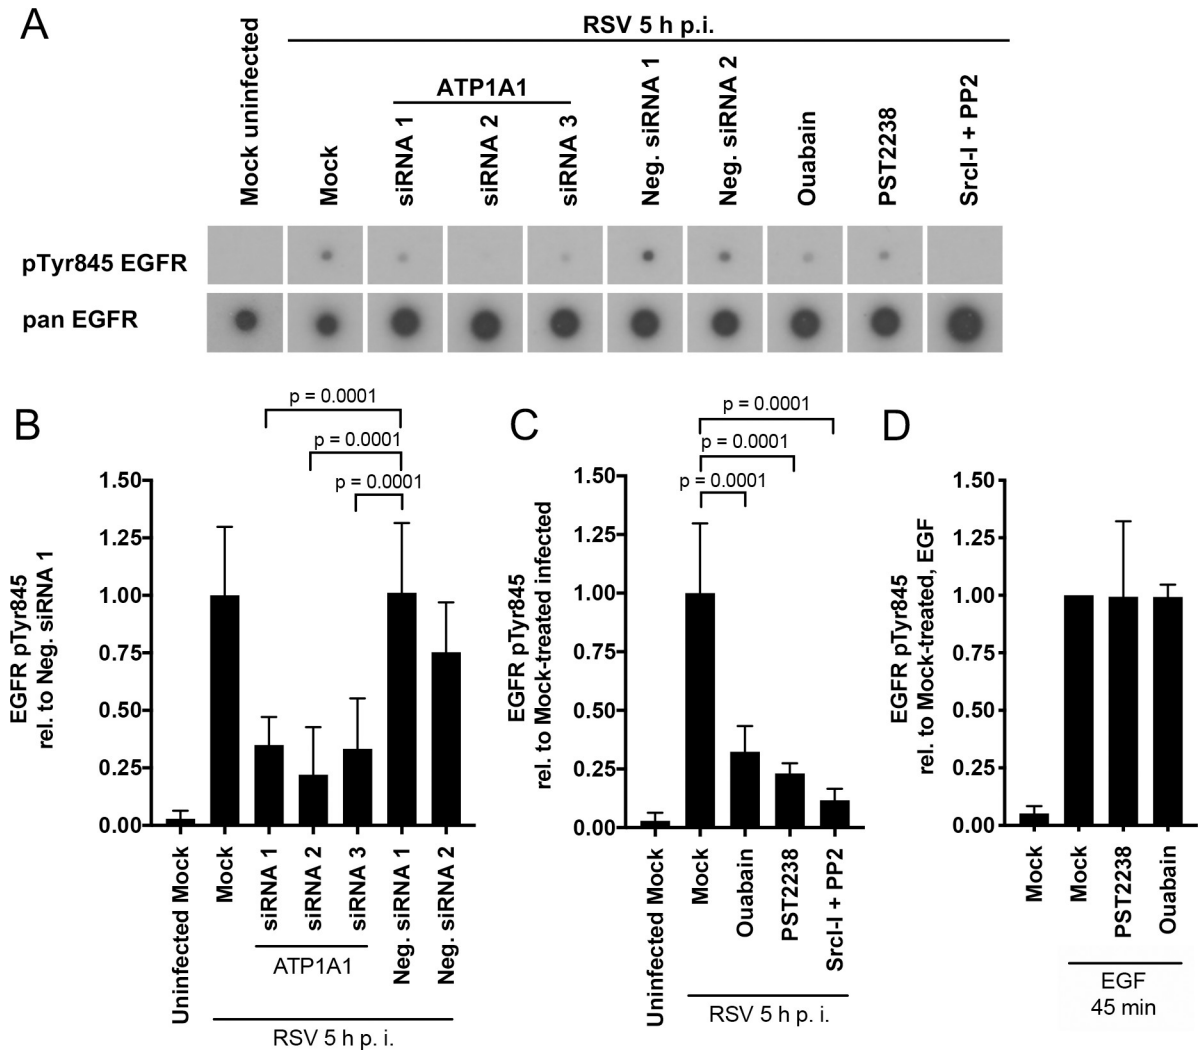 A
RSV 5 h p.i.
ATP1A1
Mock uninfected
Mock
siRNA 1
siRNA 2
siRNA 3
Neg. siRNA 1
Neg. siRNA 2
Ouabain
PST2238
SrcI-I + PP2
pTyr845 EGFR
pan EGFR
B
p = 0.0001
p = 0.0001
p = 0.0001
EGFR pTyr845
rel. to Neg. siRNA 1
1.50
1.25
1.00
0.75
0.50
0.25
0.00
Uninfected Mock
Mock
siRNA 1
siRNA 2
siRNA 3
Neg. siRNA 1
Neg. siRNA 2
ATP1A1
RSV 5 h p. i.
C
p = 0.0001
p = 0.0001
p = 0.0001
EGFR pTyr845
rel. to Mock-treated infected
1.50
1.25
1.00
0.75
0.50
0.25
0.00
Uninfected Mock
Mock
Ouabain
PST2238
SrcI-I + PP2
RSV 5 h p. i.
D
EGFR pTyr845
rel. to Mock-treated, EGF
1.50
1.25
1.00
0.75
0.50
0.25
0.00
Mock
Mock
PST2238
Ouabain
EGF
45 min